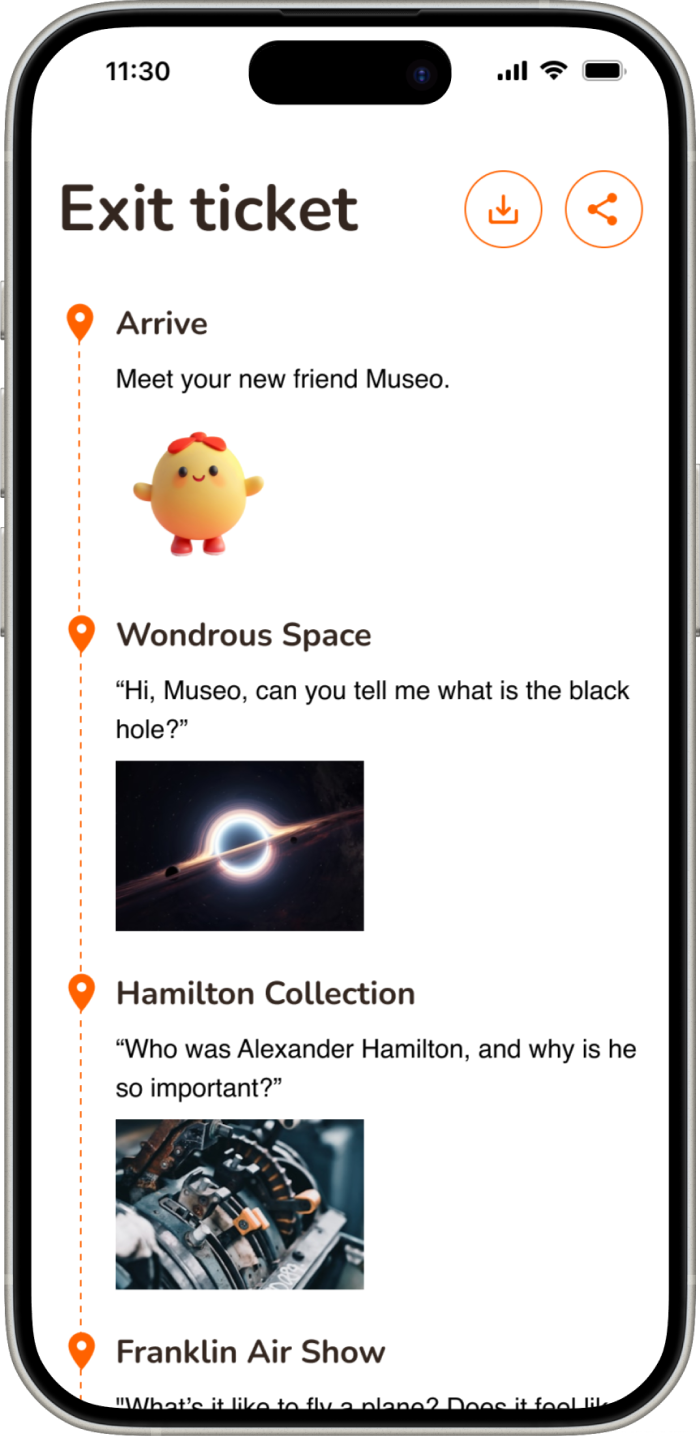 11:30
Exit ticket
Arrive
Meet your new friend Museo.
Wondrous Space
“Hi, Museo, can you tell me what is the black
hole?”
Hamilton Collection
“Who was Alexander Hamilton, and why is he
so important?”
Franklin Air Show
"What’s it like to fly a plane? Does it feel